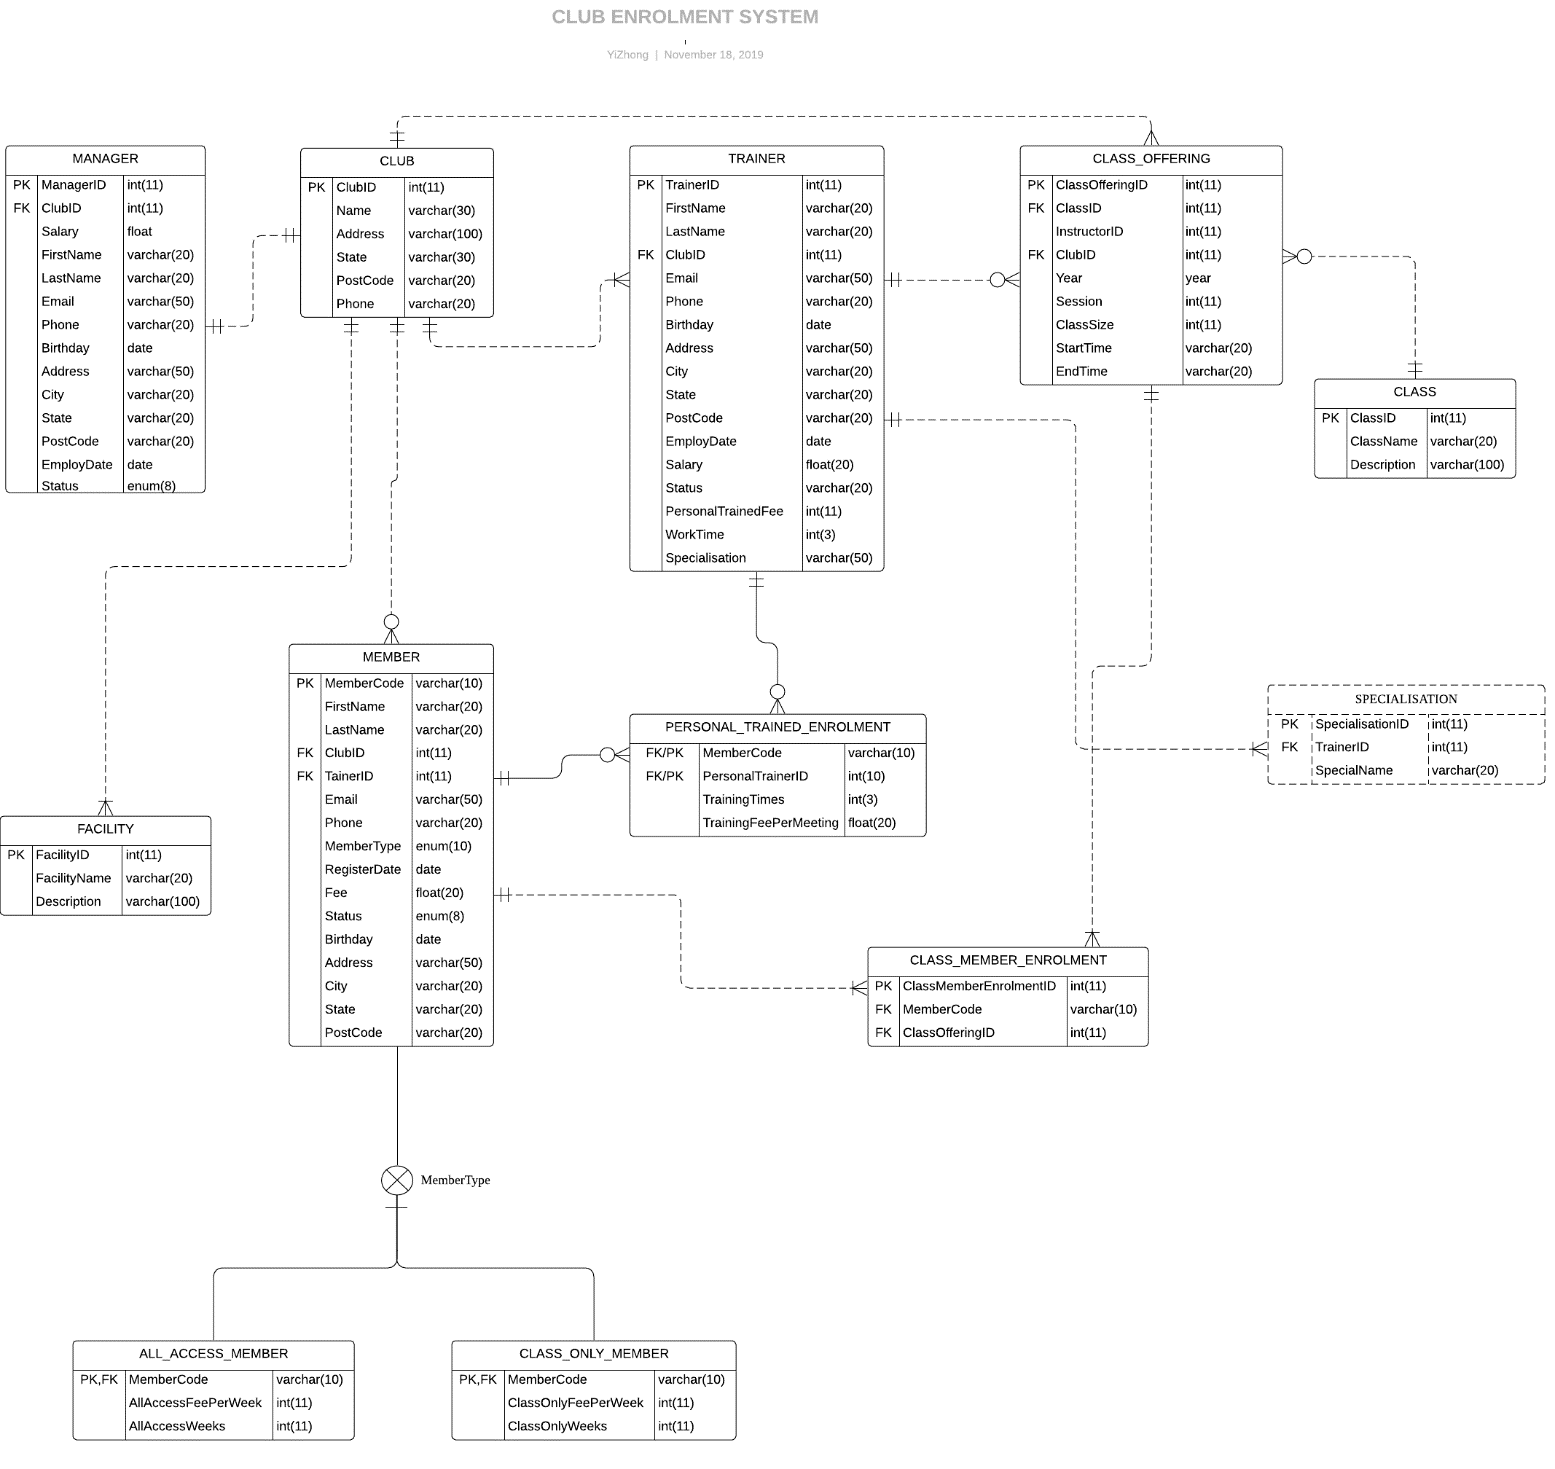 CLUB ENROLMENT SYSTEM
YiZhong | November 18, 2019
MANAGER
PK ManagerID int(11)
FK ClubID int(11)
Salary float
FirstName varchar(20)
LastName varchar(20)
Email varchar(50)
Phone varchar(20)
Birthday date
Address varchar(50)
City varchar(20)
State varchar(20)
PostCode varchar(20)
EmployDate date
Status enum(8)
CLUB
PK ClubID int(11)
Name varchar(30)
Address varchar(100)
State varchar(30)
PostCode varchar(20)
Phone varchar(20)
TRAINER
PK TrainerID int(11)
FirstName varchar(20)
LastName varchar(20)
FK ClubID int(11)
Email varchar(50)
Phone varchar(20)
Birthday date
Address varchar(50)
City varchar(20)
State varchar(20)
PostCode varchar(20)
EmployDate date
Salary float(20)
Status varchar(20)
PersonalTrainedFee int(11)
WorkTime int(3)
Specialisation varchar(50)
CLASS_OFFERING
PK ClassOfferingID int(11)
FK ClassID int(11)
InstructorID int(11)
FK ClubID int(11)
Year year
Session int(11)
ClassSize int(11)
StartTime varchar(20)
EndTime varchar(20)
CLASS
PK ClassID int(11)
ClassName varchar(20)
Description varchar(100)
MEMBER
PK MemberCode varchar(10)
FirstName varchar(20)
LastName varchar(20)
FK ClubID int(11)
FK TainerID int(11)
Email varchar(50)
Phone varchar(20)
MemberType enum(10)
RegisterDate date
Fee float(20)
Status enum(8)
Birthday date
Address varchar(50)
City varchar(20)
State varchar(20)
PostCode varchar(20)
PERSONAL_TRAINED_ENROLMENT
FK/PK MemberCode varchar(10)
FK/PK PersonalTrainerID int(10)
TrainingTimes int(3)
TrainingFeePerMeeting float(20)
SPECIALISATION
PK SpecialisationID int(11)
FK TrainerID int(11)
SpecialName varchar(20)
FACILITY
PK FacilityID int(11)
FacilityName varchar(20)
Description varchar(100)
CLASS_MEMBER_ENROLMENT
PK ClassMemberEnrolmentID int(11)
FK MemberCode varchar(10)
FK ClassOfferingID int(11)
MemberType
ALL_ACCESS_MEMBER
PK,FK MemberCode varchar(10)
AllAccessFeePerWeek int(11)
AllAccessWeeks int(11)
CLASS_ONLY_MEMBER
PK,FK MemberCode varchar(10)
ClassOnlyFeePerWeek int(11)
ClassOnlyWeeks int(11)